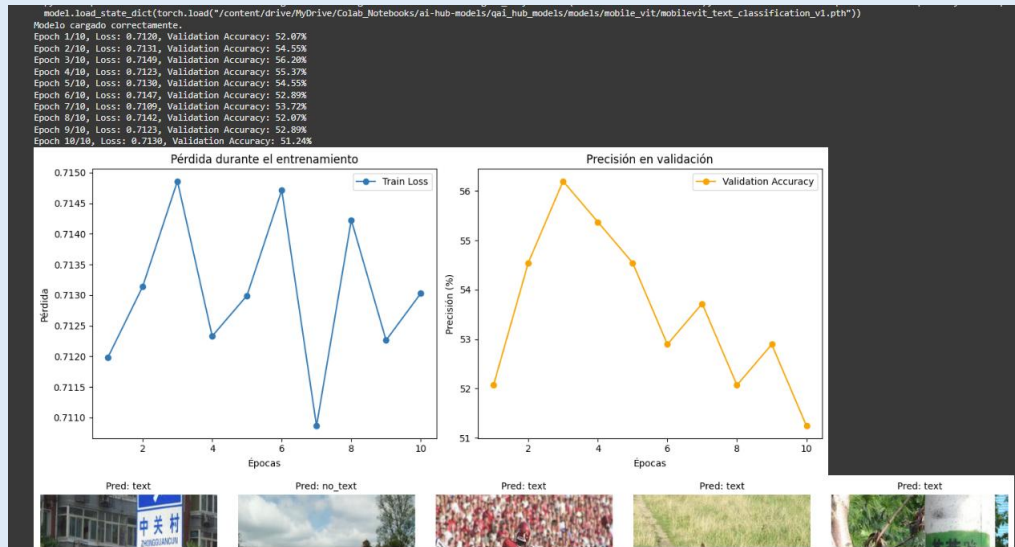 model.load_state_dict(torch.load("/content/drive/MyDrive/Colab_Notebooks/ai-hub-models/qai_hub_models/models/mobile_vit/mobilevit_text_classification_v1.pth"))
Modelo cargado correctamente.
Epoch 1/10, Loss: 0.7120, Validation Accuracy: 52.07%
Epoch 2/10, Loss: 0.7131, Validation Accuracy: 54.55%
Epoch 3/10, Loss: 0.7149, Validation Accuracy: 56.20%
Epoch 4/10, Loss: 0.7123, Validation Accuracy: 55.37%
Epoch 5/10, Loss: 0.7130, Validation Accuracy: 54.55%
Epoch 6/10, Loss: 0.7147, Validation Accuracy: 52.89%
Epoch 7/10, Loss: 0.7109, Validation Accuracy: 53.72%
Epoch 8/10, Loss: 0.7142, Validation Accuracy: 52.07%
Epoch 9/10, Loss: 0.7123, Validation Accuracy: 52.89%
Epoch 10/10, Loss: 0.7130, Validation Accuracy: 51.24%
Pérdida durante el entrenamiento
Train Loss
Pérdida
0.7150
0.7145
0.7140
0.7135
0.7130
0.7125
0.7120
0.7115
0.7110
2 4 6 8 10
Épocas
Precisión en validación
Validation Accuracy
Precisión (%)
56
55
54
53
52
51
2 4 6 8 10
Épocas
Pred: text Pred: no_text Pred: text Pred: text Pred: text
中关村
ZHONGGUANCUN